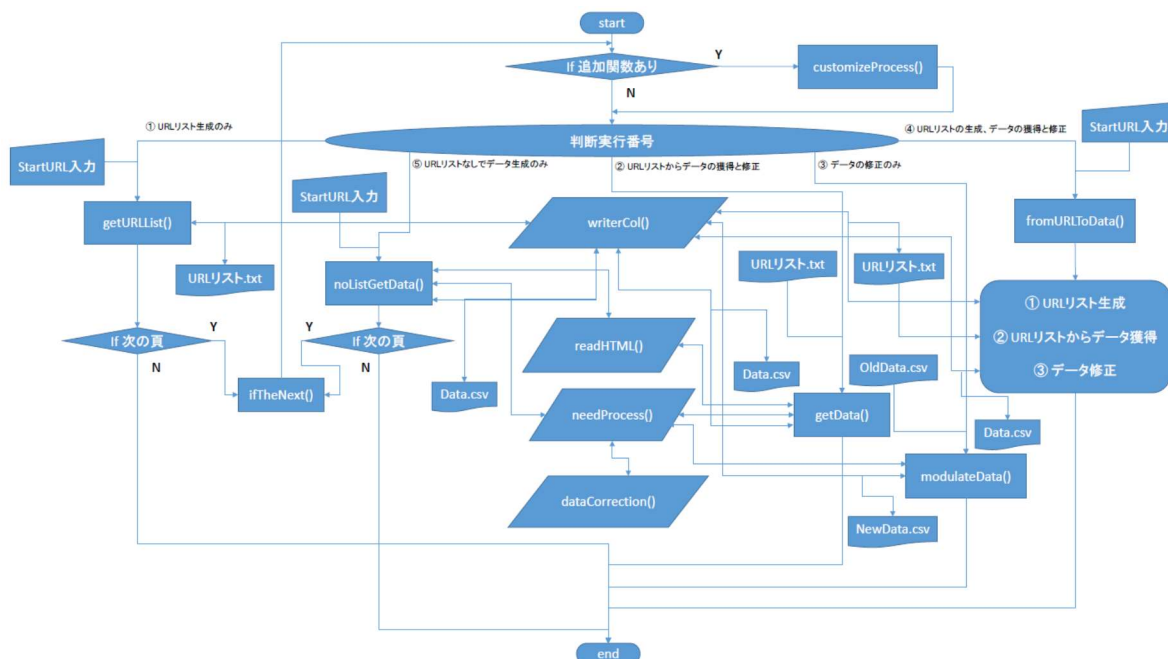 start
If 追加関数あり
Y
customizeProcess()
N
① URLリスト生成のみ
判断実行番号
④ URLリストの生成、データの獲得と修正
StartURL入力
StartURL入力
⑤ URLリストなしでデータ生成のみ
② URLリストからデータの獲得と修正
③ データの修正のみ
StartURL入力
getURLList()
writerCol()
fromURLToData()
URLリスト.txt
noListGetData()
URLリスト.txt
URLリスト.txt
① URLリスト生成
② URLリストからデータ獲得
③ データ修正
If 次の頁
Y
N
Y
If 次の頁
N
readHTML()
ifTheNext()
Data.csv
Data.csv
OldData.csv
needProcess()
getData()
Data.csv
modulateData()
dataCorrection()
NewData.csv
end